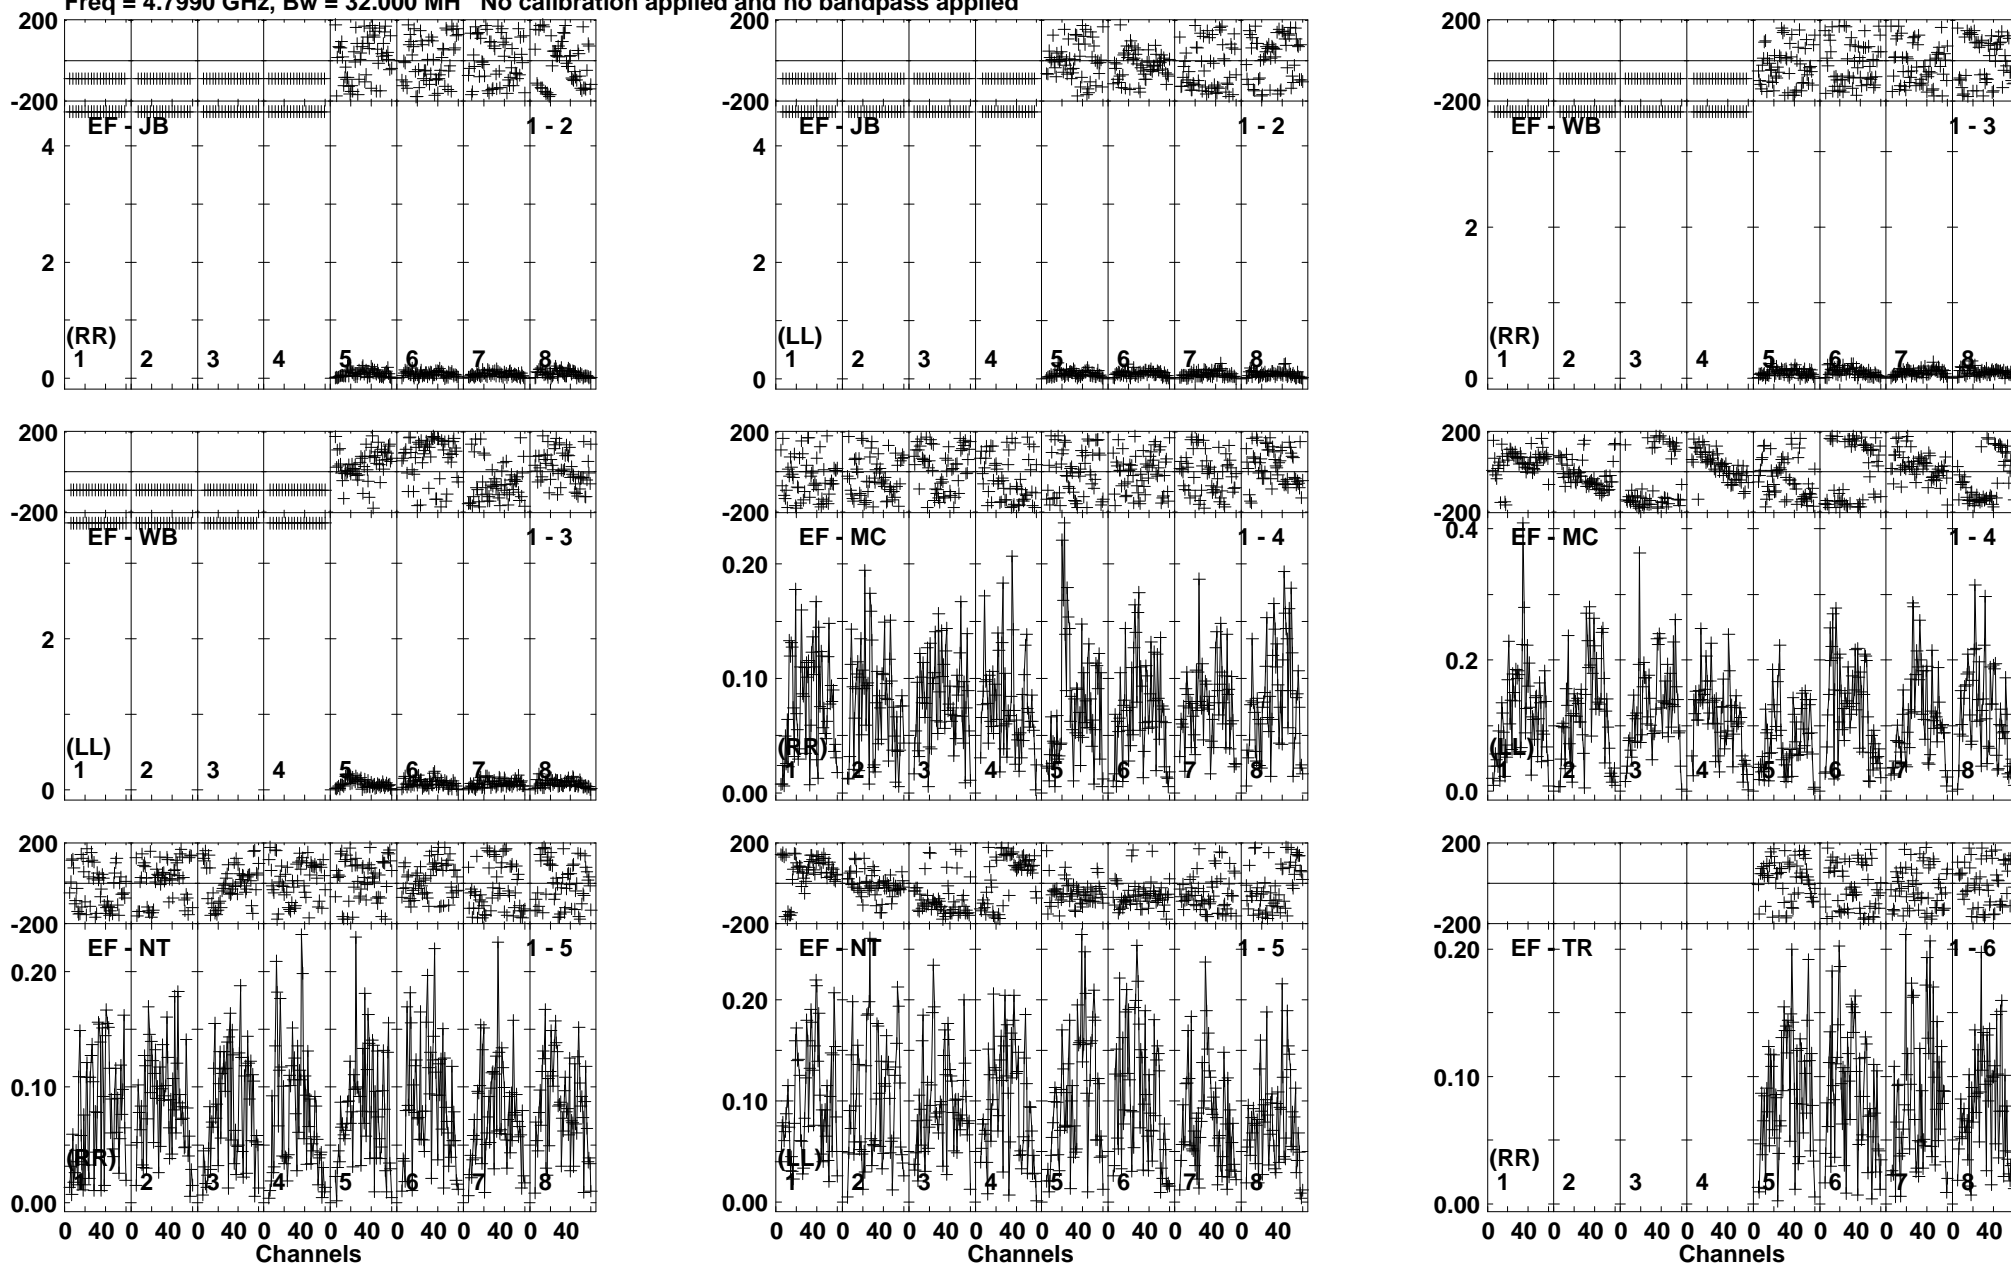 Freq = 4.7990 GHz, Bw = 32.000 MH No calibration applied and no bandpass applied
200 200 200
-200 -200 -200
EF - JB 1 - 2 EF - JB 1 - 2 EF - WB 1 - 3
4 4
2 2 2
(RR) (LL) (RR)
1 2 3 4 5 6 7 8 1 2 3 4 5 6 7 8 1 2 3 4 5 6 7 8
0 0 0
200 200 200
-200 -200 -200
EF - WB 1 - 3 EF - MC 1 - 4 EF - MC 1 - 4
0.20 0.4
2 0.10 0.2
(LL) (RR) (LL)
1 2 3 4 5 6 7 8 1 2 3 4 5 6 7 8 1 2 3 4 5 6 7 8
0 0.00 0.0
200 200 200
-200 -200 -200
EF - NT 1 - 5 EF - NT 1 - 5 EF - TR 1 - 6
0.20 0.20 0.20
0.10 0.10 0.10
(RR) (LL) (RR)
1 2 3 4 5 6 7 8 1 2 3 4 5 6 7 8 1 2 3 4 5 6 7 8
0.00 0.00 0.00
0 40 0 40 0 40 0 40 0 40 0 40 0 40 0 40 0 40 0 40 0 40 0 40 0 40 0 40 0 40 0 40 0 40 0 40 0 40 0 40 0 40 0 40 0 40 0 40
Channels Channels Channels